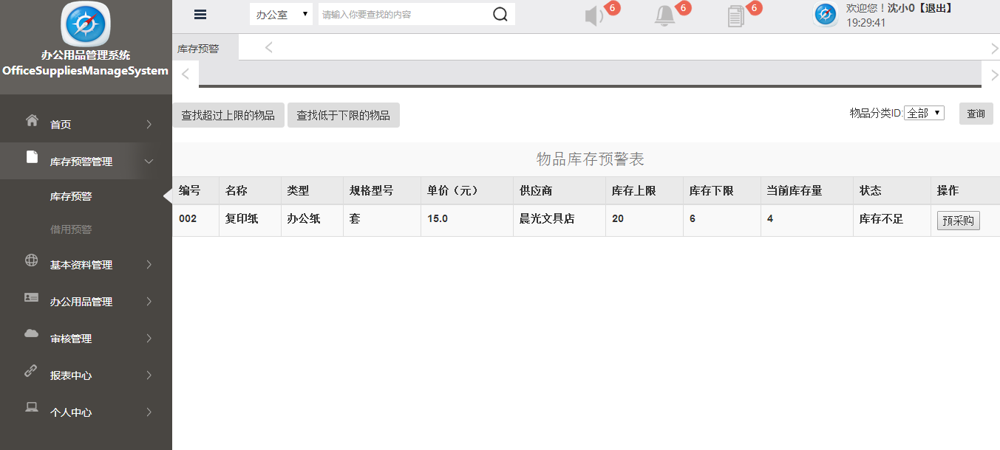 办公用品管理系统
OfficeSuppliesManageSystem
首页
库存预警管理
库存预警
借用预警
基本资料管理
办公用品管理
审核管理
报表中心
个人中心
办公室
请输入你要查找的内容
6
6
6
欢迎您！沈小0【退出】
19:29:41
库存预警
查找超过上限的物品 查找低于下限的物品 物品分类ID: 全部 查询
物品库存预警表
编号 名称 类型 规格型号 单价（元） 供应商 库存上限 库存下限 当前库存量 状态 操作
002 复印纸 办公纸 套 15.0 晨光文具店 20 6 4 库存不足 预采购